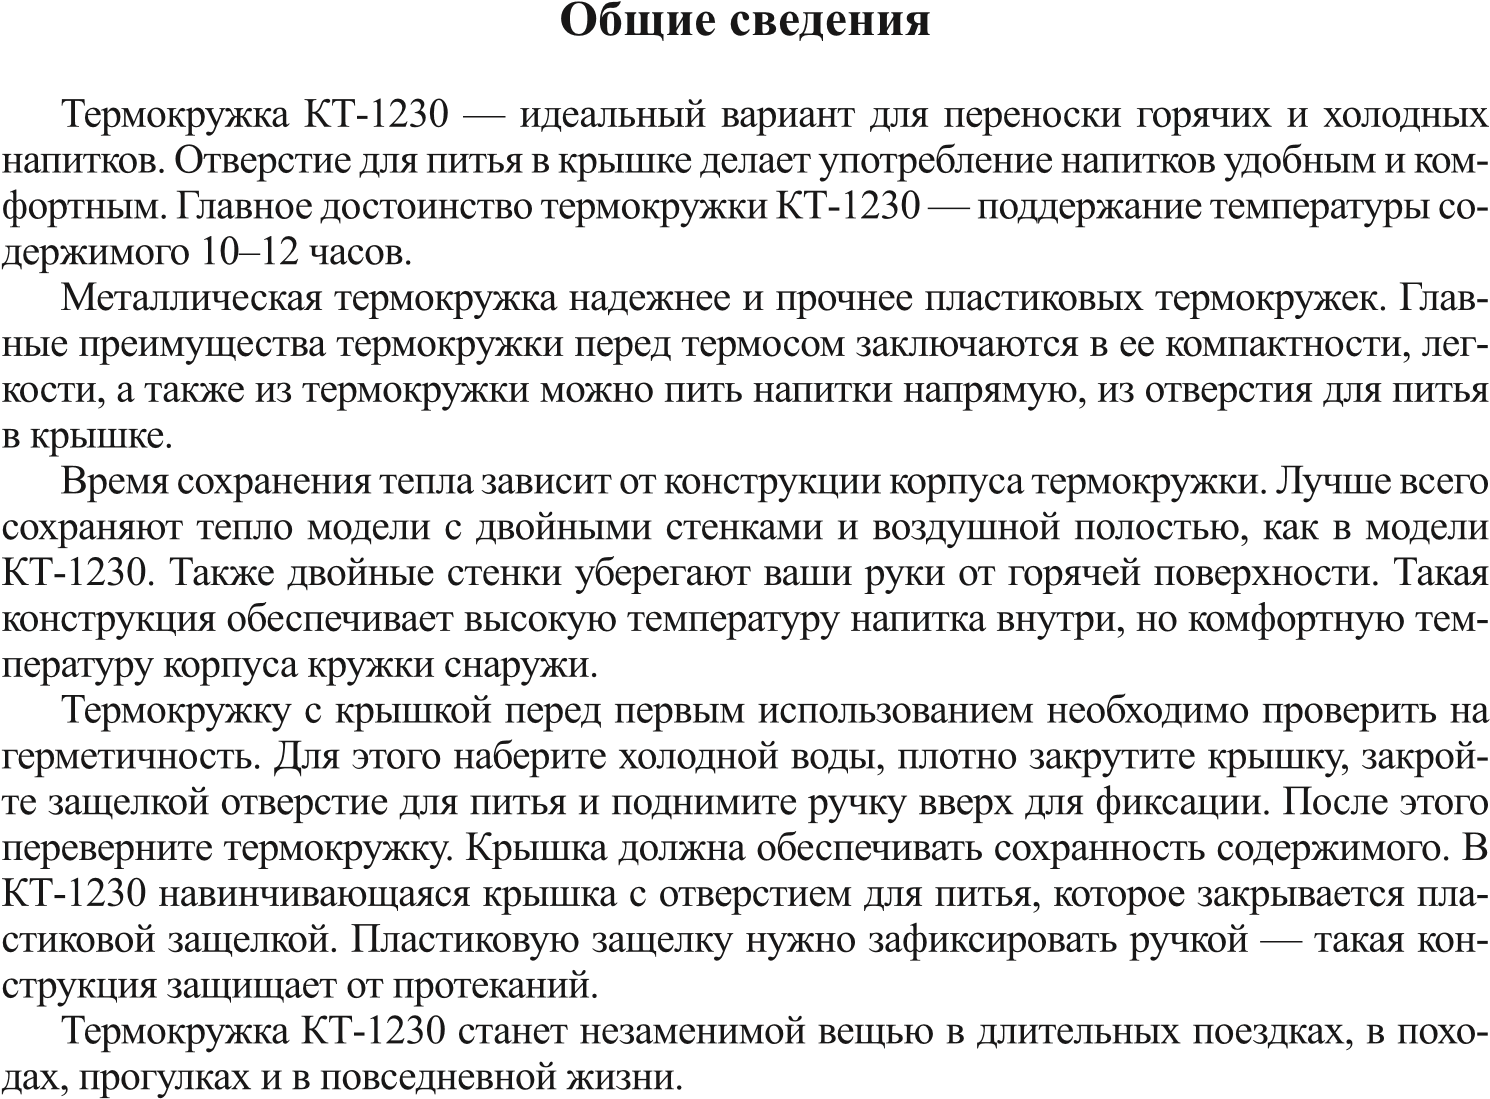 Общие сведения
Термокружка КТ-1230 — идеальный вариант для переноски горячих и холодных
напитков. Отверстие для питья в крышке делает употребление напитков удобным и ком-
фортным. Главное достоинство термокружки КТ-1230 — поддержание температуры со-
держимого 10–12 часов.
Металлическая термокружка надежнее и прочнее пластиковых термокружек. Глав-
ные преимущества термокружки перед термосом заключаются в ее компактности, лег-
кости, а также из термокружки можно пить напитки напрямую, из отверстия для питья
в крышке.
Время сохранения тепла зависит от конструкции корпуса термокружки. Лучше всего
сохраняют тепло модели с двойными стенками и воздушной полостью, как в модели
КТ-1230. Также двойные стенки уберегают ваши руки от горячей поверхности. Такая
конструкция обеспечивает высокую температуру напитка внутри, но комфортную тем-
пературу корпуса кружки снаружи.
Термокружку с крышкой перед первым использованием необходимо проверить на
герметичность. Для этого наберите холодной воды, плотно закрутите крышку, закрой-
те защелкой отверстие для питья и поднимите ручку вверх для фиксации. После этого
переверните термокружку. Крышка должна обеспечивать сохранность содержимого. В
КТ-1230 навинчивающаяся крышка с отверстием для питья, которое закрывается пла-
стиковой защелкой. Пластиковую защелку нужно зафиксировать ручкой — такая кон-
струкция защищает от протеканий.
Термокружка КТ-1230 станет незаменимой вещью в длительных поездках, в похо-
дах, прогулках и в повседневной жизни.